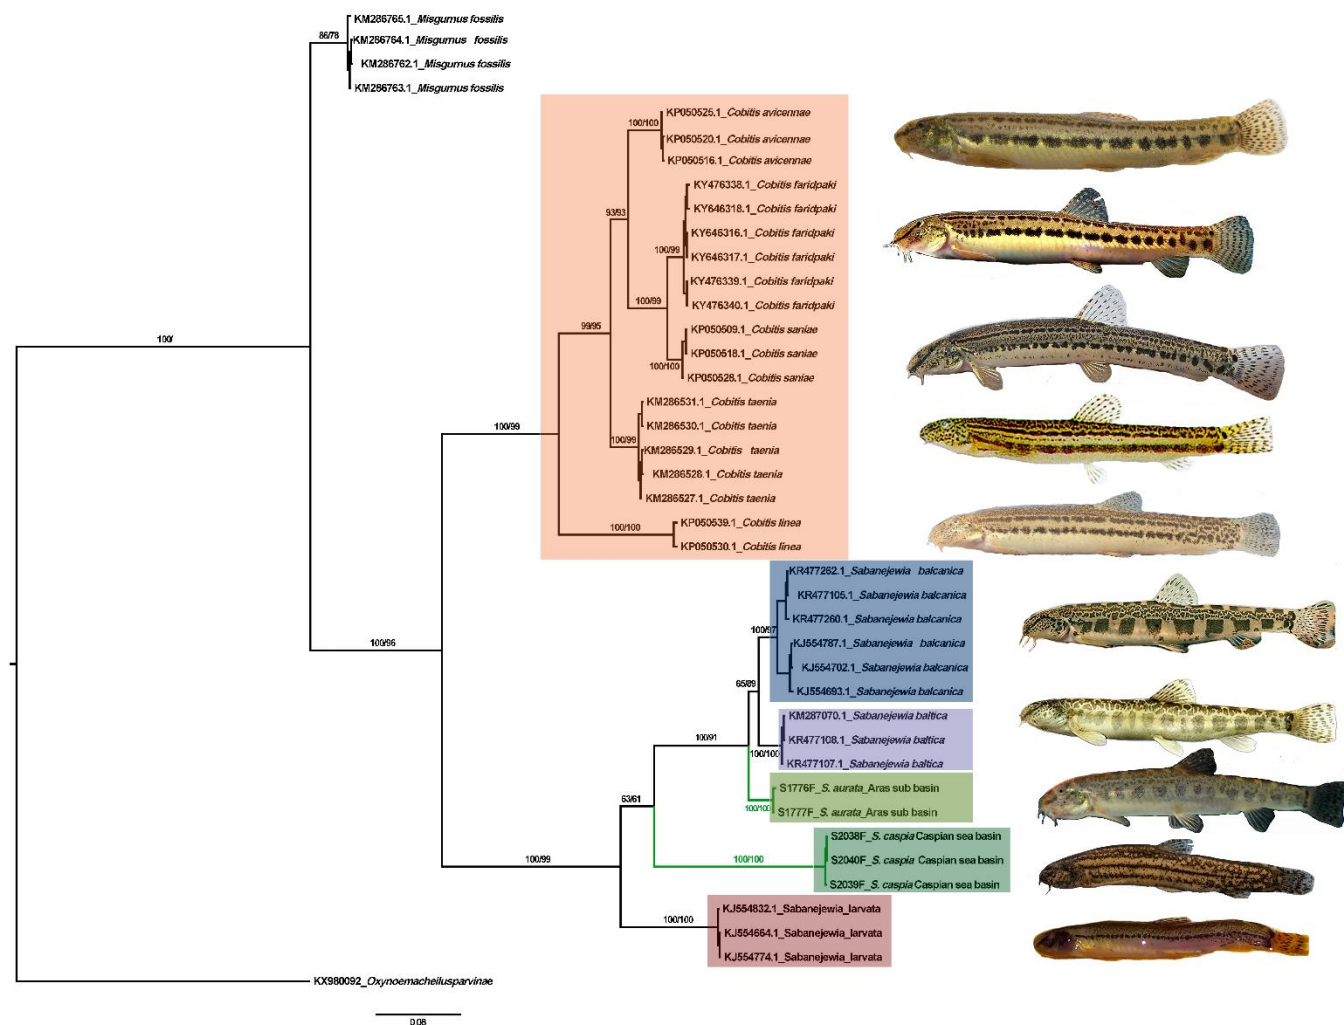 KM286765.1_Misgurnus fossilis
86/78
KM286764.1_Misgurnus fossilis
KM286762.1_Misgurnus fossilis
KM286763.1_Misgurnus fossilis
KP050525.1_Cobitis avicennae
100/100
KP050520.1_Cobitis avicennae
KP050516.1_Cobitis avicennae
KY476338.1_Cobitis faridpaki
KY646318.1_Cobitis faridpaki
93/93
KY646316.1_Cobitis faridpaki
100/99
KY646317.1_Cobitis faridpaki
KY476339.1_Cobitis faridpaki
100/99
KY476340.1_Cobitis faridpaki
KP050509.1_Cobitis saniae
99/95
100/
KP050518.1_Cobitis saniae
100/100
KP050528.1_Cobitis saniae
KM286531.1_Cobitis taenia
KM286530.1_Cobitis taenia
100/99
100/99
KM286529.1_Cobitis taenia
KM286528.1_Cobitis taenia
KM286527.1_Cobitis taenia
KP050539.1_Cobitis linea
100/100
KP050530.1_Cobitis linea
KR477262.1_Sabanejewia balcanica
KR477105.1_Sabanejewia balcanica
KR477260.1_Sabanejewia balcanica
100/97
100/96
KJ554787.1_Sabanejewia balcanica
KJ554702.1_Sabanejewia balcanica
65/89
KJ554693.1_Sabanejewia balcanica
KM287070.1_Sabanejewia baltica
100/91
KR477108.1_Sabanejewia baltica
100/100
KR477107.1_Sabanejewia baltica
S1776F_S. aurata_Aras sub basin
63/61
100/100
S1777F_S. aurata_Aras sub basin
S2038F_S. caspia Caspian sea basin
100/99
100/100
S2040F_S. caspia Caspian sea basin
S2039F_S. caspia Caspian sea basin
KJ554832.1_Sabanejewia_larvata
100/100
KJ554664.1_Sabanejewia_larvata
KJ554774.1_Sabanejewia_larvata
KX980092_Oxynoemacheilusparvinae
0.08